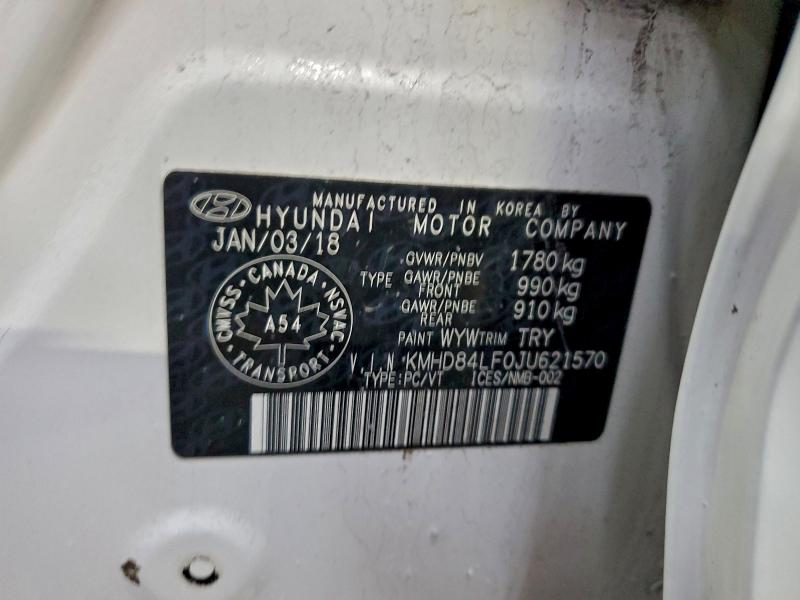 MANUFACTURED IN KOREA BY
HYUNDAI MOTOR COMPANY
JAN/03/18
GVWR/PNBV 1780 kg
TYPE GAWR/PNBE FRONT 990 kg
GAWR/PNBE REAR 910 kg
CMVSS · CANADA · NSVAC
A54
TRANSPORT
PAINT WYW TRIM TRY
V.I.N KMHD84LF0JU621570
TYPE:PC/VT ICES/NMB-002